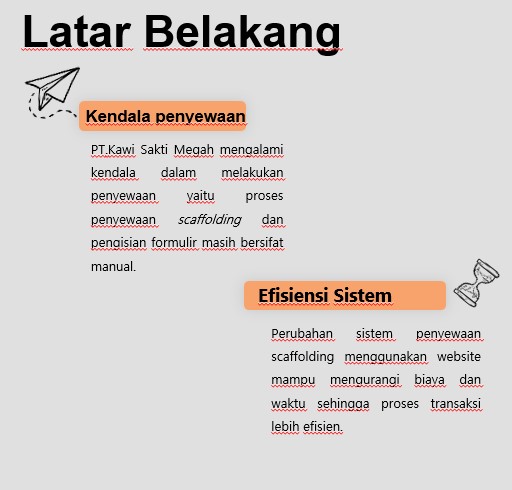 Latar Belakang
Kendala penyewaan
PT.Kawi Sakti Megah mengalami
kendala dalam melakukan
penyewaan yaitu proses
penyewaan scaffolding dan
pengisian formulir masih bersifat
manual.
Efisiensi Sistem
Perubahan sistem penyewaan
scaffolding menggunakan website
mampu mengurangi biaya dan
waktu sehingga proses transaksi
lebih efisien.